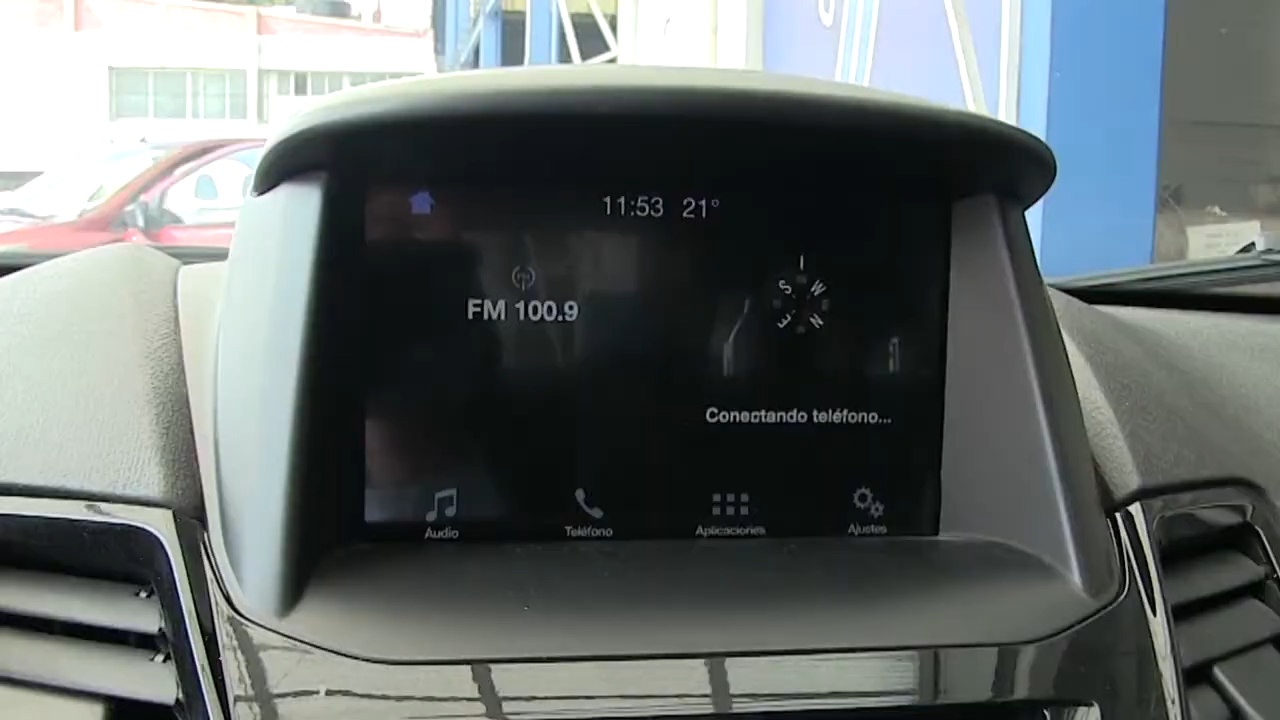 11:53 21°
FM 100.9
S W
E N
Conectando teléfono...
Audio Teléfono Aplicaciones Ajustes